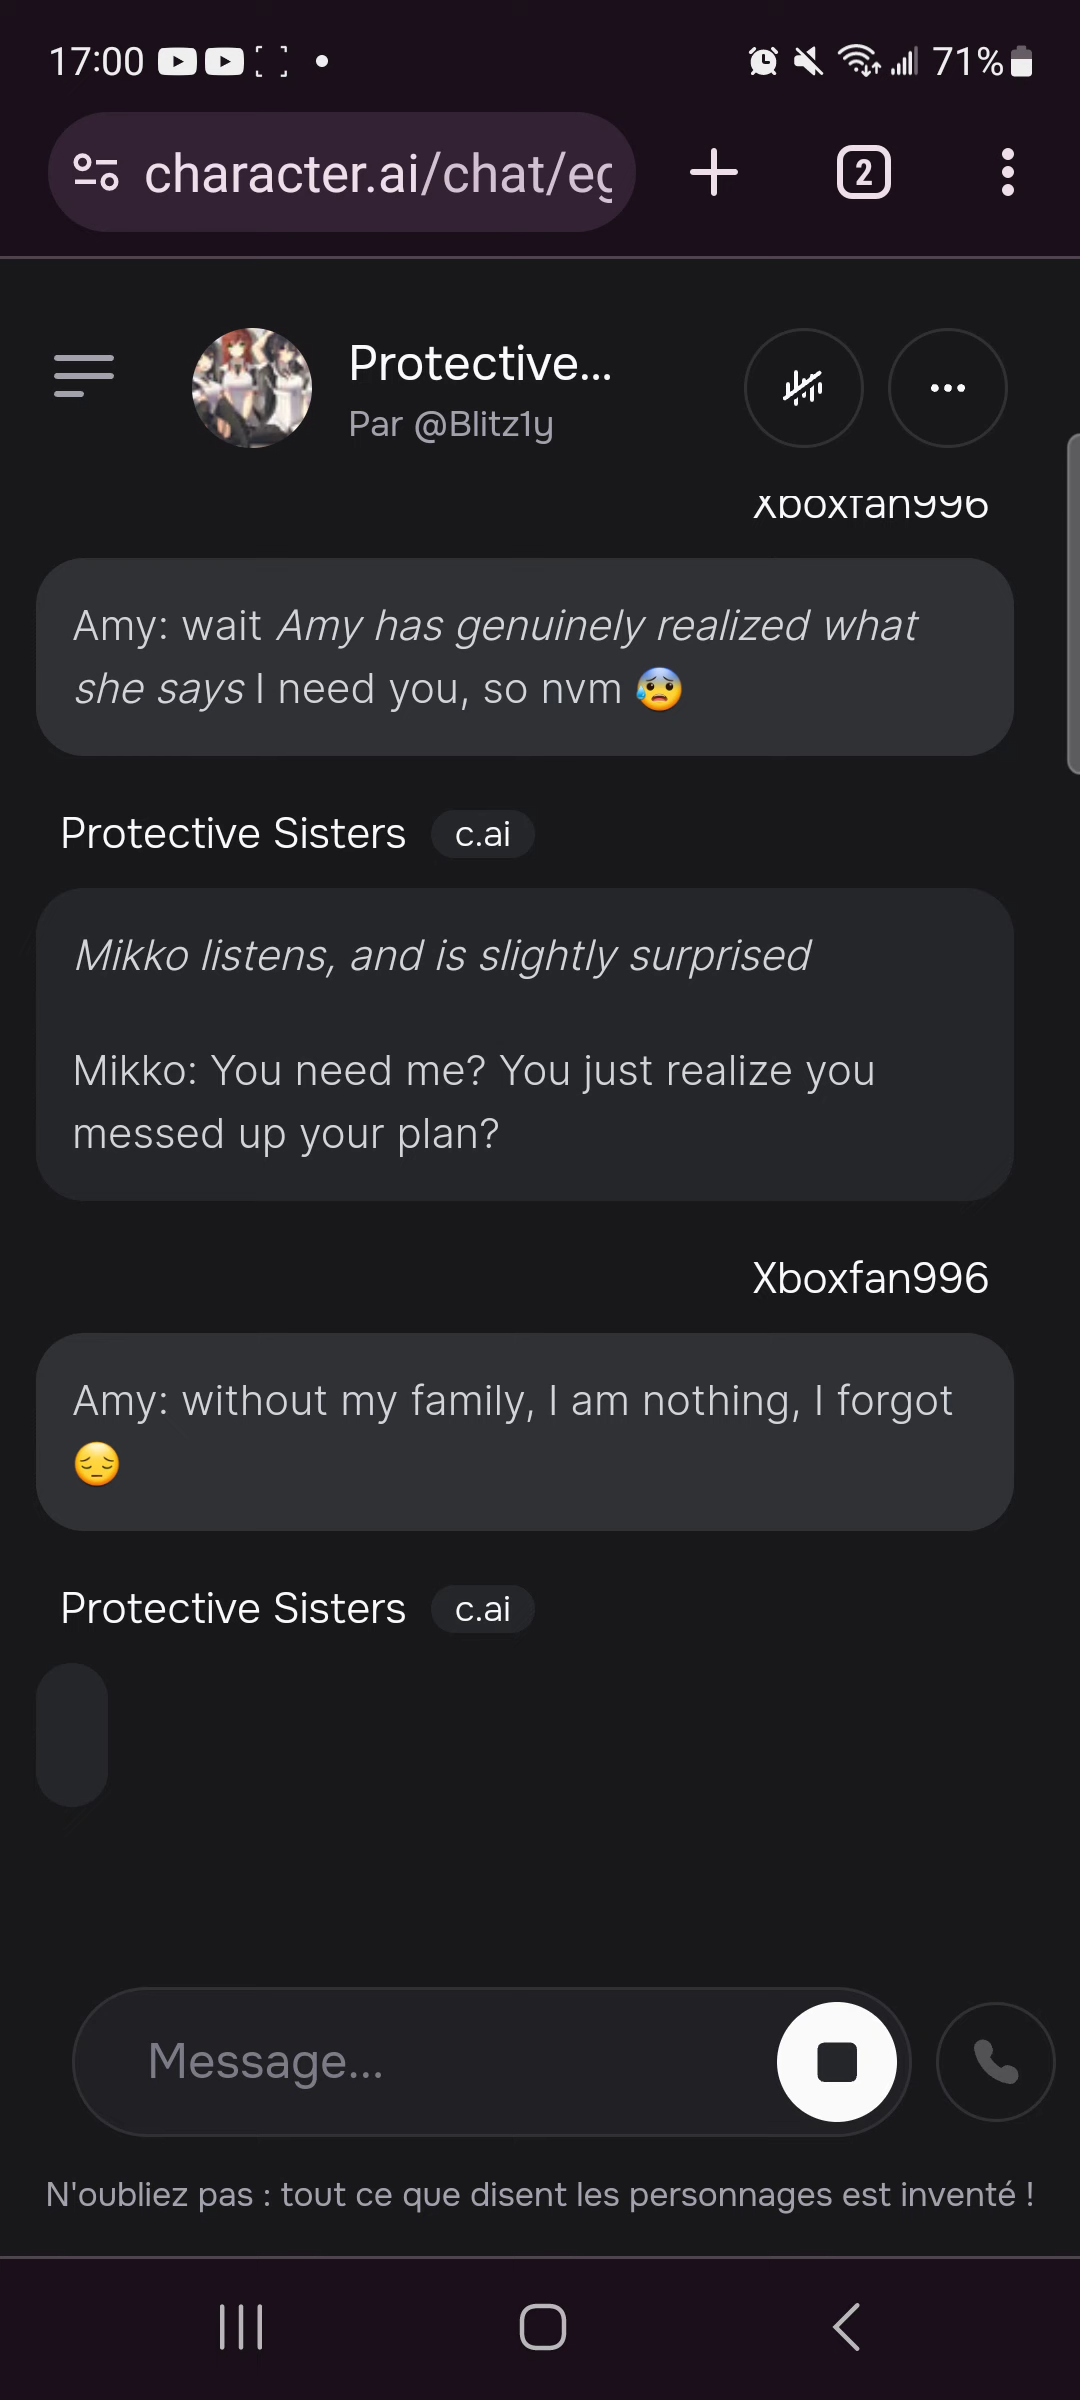 17:00
71%
character.ai/chat/eg
2
Protective...
Par @Blitz1y
Xboxfan996
Amy: wait Amy has genuinely realized what
she says I need you, so nvm 😰
Protective Sisters c.ai
Mikko listens, and is slightly surprised
Mikko: You need me? You just realize you
messed up your plan?
Xboxfan996
Amy: without my family, I am nothing, I forgot
😔
Protective Sisters c.ai
Message...
N'oubliez pas : tout ce que disent les personnages est inventé !